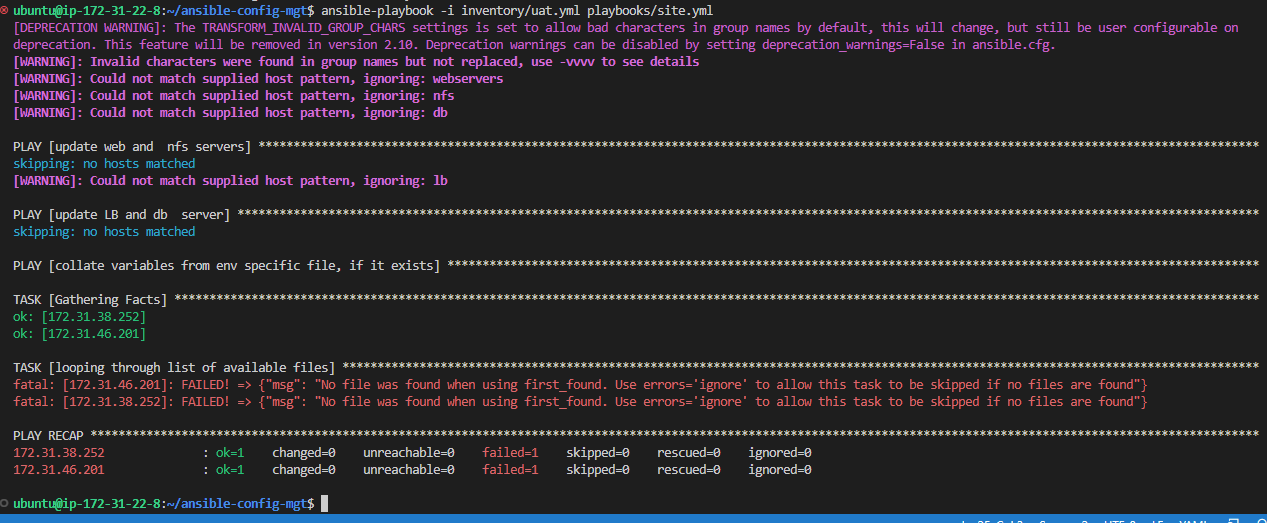 ubuntu@ip-172-31-22-8:~/ansible-config-mgt$ ansible-playbook -i inventory/uat.yml playbooks/site.yml
[DEPRECATION WARNING]: The TRANSFORM_INVALID_GROUP_CHARS settings is set to allow bad characters in group names by default, this will change, but still be user configurable on
deprecation. This feature will be removed in version 2.10. Deprecation warnings can be disabled by setting deprecation_warnings=False in ansible.cfg.
[WARNING]: Invalid characters were found in group names but not replaced, use -vvvv to see details
[WARNING]: Could not match supplied host pattern, ignoring: webservers
[WARNING]: Could not match supplied host pattern, ignoring: nfs
[WARNING]: Could not match supplied host pattern, ignoring: db
PLAY [update web and  nfs servers] ***********************************************************************************************************************************************
skipping: no hosts matched
[WARNING]: Could not match supplied host pattern, ignoring: lb
PLAY [update LB and db  server] **************************************************************************************************************************************************
skipping: no hosts matched
PLAY [collate variables from env specific file, if it exists] ********************************************************************************************************************
TASK [Gathering Facts] ***********************************************************************************************************************************************************
ok: [172.31.38.252]
ok: [172.31.46.201]
TASK [looping through list of available files] ***********************************************************************************************************************************
fatal: [172.31.46.201]: FAILED! => {"msg": "No file was found when using first_found. Use errors='ignore' to allow this task to be skipped if no files are found"}
fatal: [172.31.38.252]: FAILED! => {"msg": "No file was found when using first_found. Use errors='ignore' to allow this task to be skipped if no files are found"}
PLAY RECAP ***********************************************************************************************************************************************************************
172.31.38.252              : ok=1    changed=0    unreachable=0    failed=1    skipped=0    rescued=0    ignored=0
172.31.46.201              : ok=1    changed=0    unreachable=0    failed=1    skipped=0    rescued=0    ignored=0
ubuntu@ip-172-31-22-8:~/ansible-config-mgt$